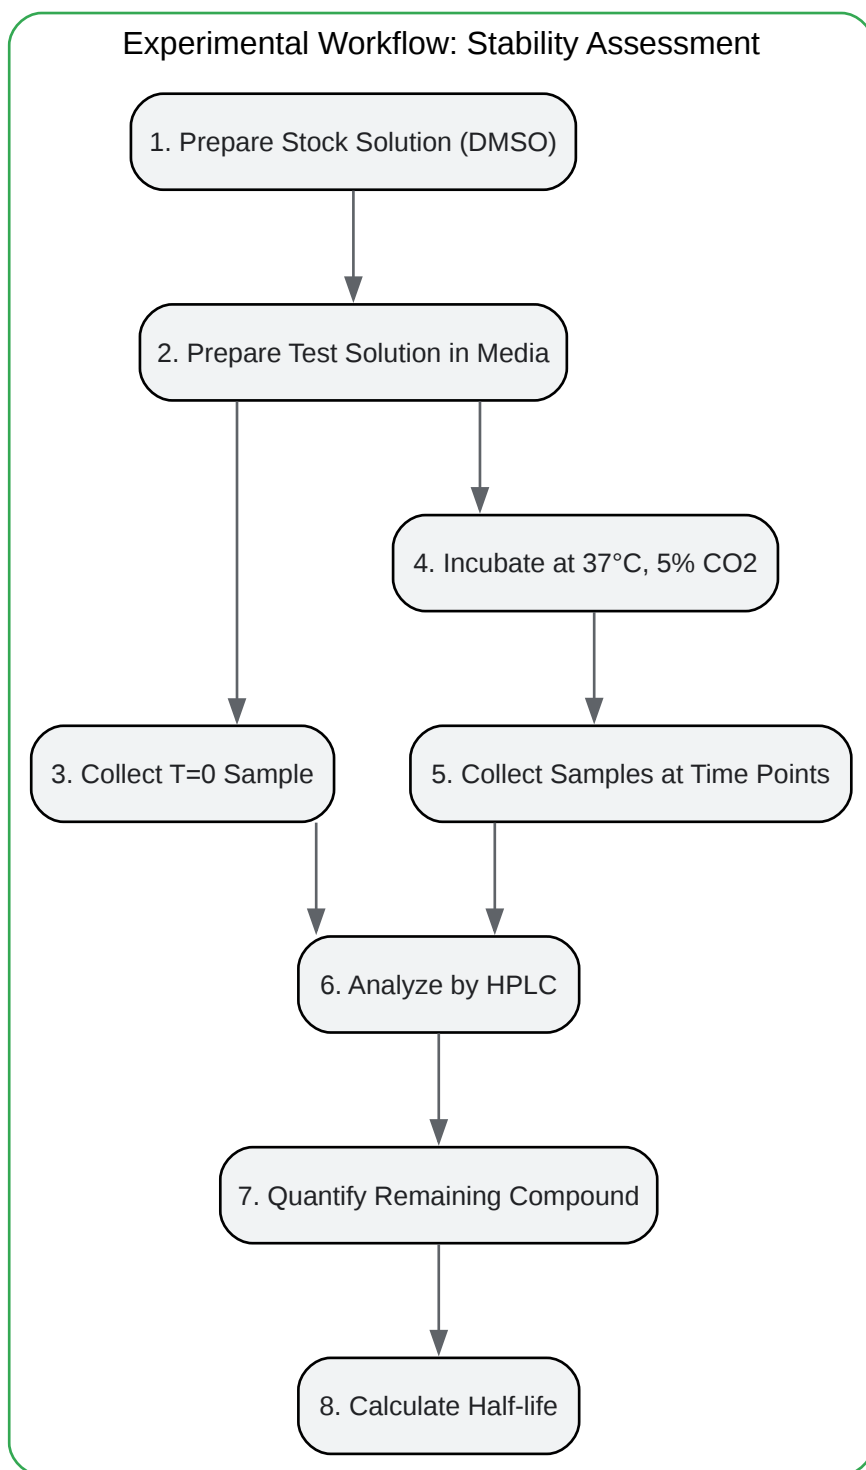 Experimental Workflow: Stability Assessment
1. Prepare Stock Solution (DMSO)
2. Prepare Test Solution in Media
4. Incubate at 37°C, 5% CO2
3. Collect T=0 Sample
5. Collect Samples at Time Points
6. Analyze by HPLC
7. Quantify Remaining Compound
8. Calculate Half-life